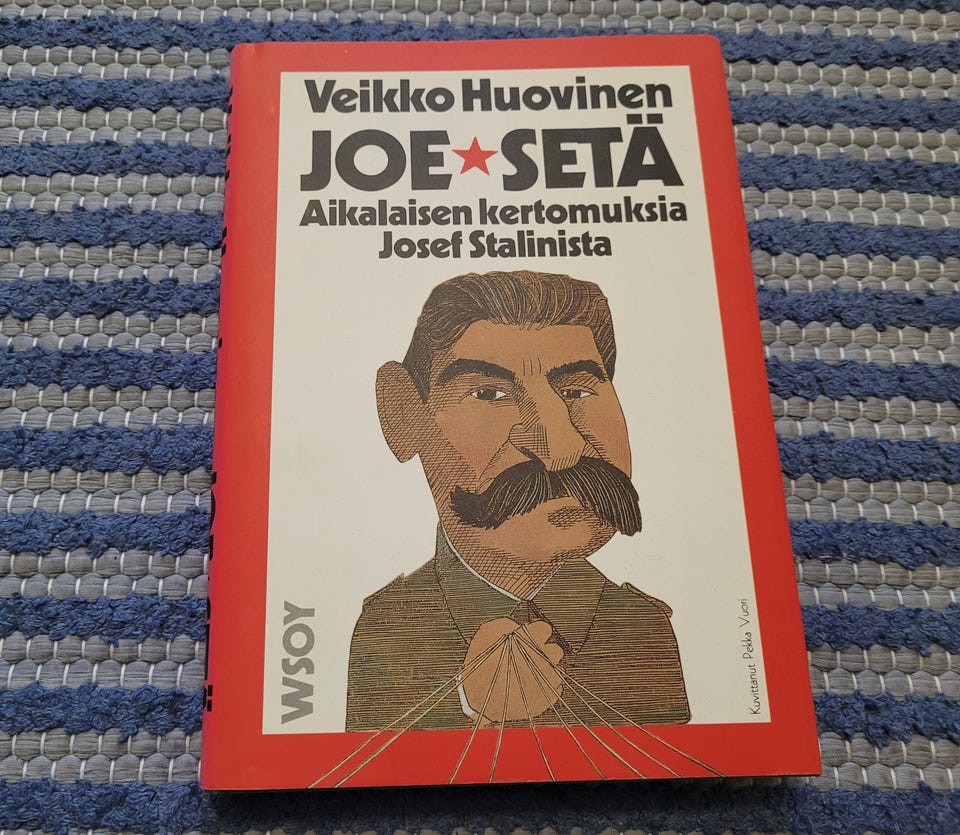 Veikko Huovinen
JOE★SETÄ
Aikalaisen kertomuksia
Josef Stalinista
WSOY
Kuvittanut Pekka Vuori